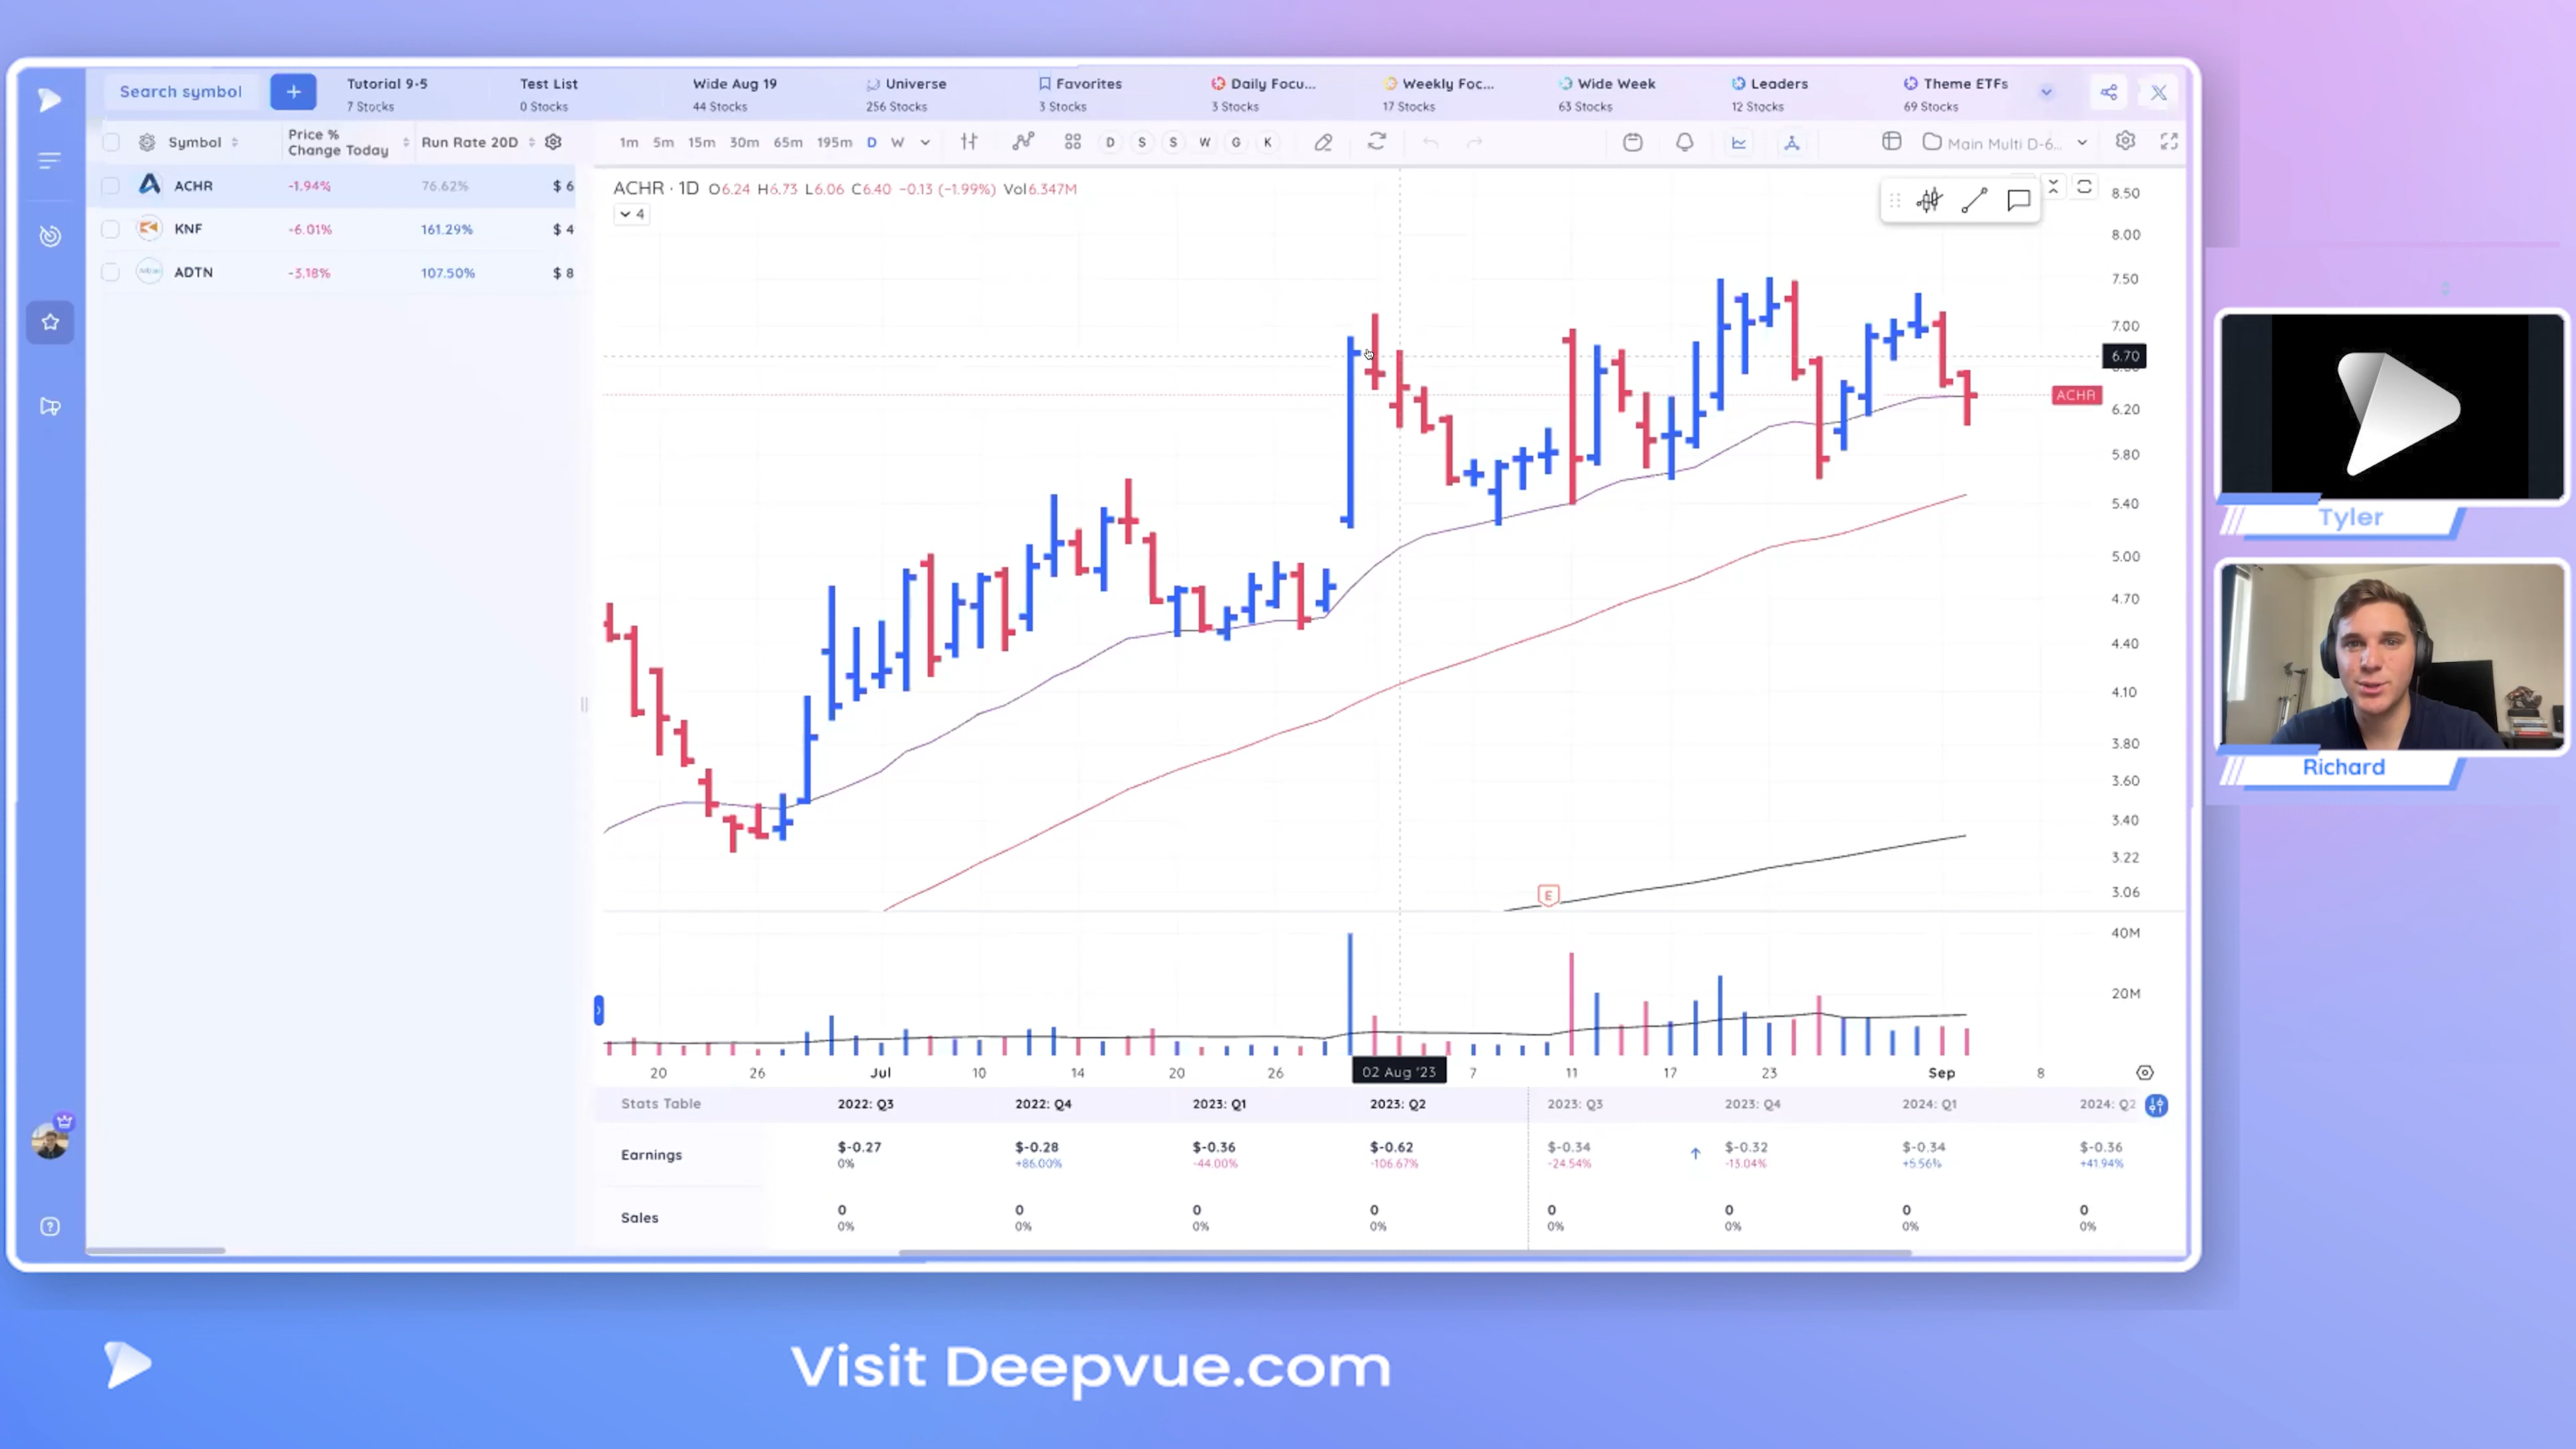 Search symbol
+
Tutorial 9-5
7 Stocks
Test List
0 Stocks
Wide Aug 19
44 Stocks
Universe
256 Stocks
Favorites
3 Stocks
Daily Focu...
3 Stocks
Weekly Foc...
17 Stocks
Wide Week
63 Stocks
Leaders
12 Stocks
Theme ETFs
69 Stocks
Symbol
Price %
Change Today
Run Rate 20D
1m 5m 15m 30m 65m 195m D W
D S S W G K
Main Multi D-6...
ACHR -1.94% 76.62% $ 6
KNF -6.01% 161.29% $ 4
ADTN -3.18% 107.50% $ 8
ACHR · 1D O6.24 H6.73 L6.06 C6.40 −0.13 (−1.99%) Vol6.347M
4
8.50
8.00
7.50
7.00
6.70
ACHR
6.20
5.80
5.40
5.00
4.70
4.40
4.10
3.80
3.60
3.40
3.22
3.06
E
40M
20M
20 26 Jul 10 14 20 26 02 Aug '23 7 11 17 23 Sep 8
Stats Table 2022: Q3 2022: Q4 2023: Q1 2023: Q2 2023: Q3 2023: Q4 2024: Q1 2024: Q2
Earnings
$-0.27 $-0.28 $-0.36 $-0.62 $-0.34 $-0.32 $-0.34 $-0.36
0% +86.00% -44.00% -106.67% -24.54% -13.04% +5.56% +41.94%
Sales
0 0 0 0 0 0 0 0
0% 0% 0% 0% 0% 0% 0% 0%
Tyler
Richard
Visit Deepvue.com